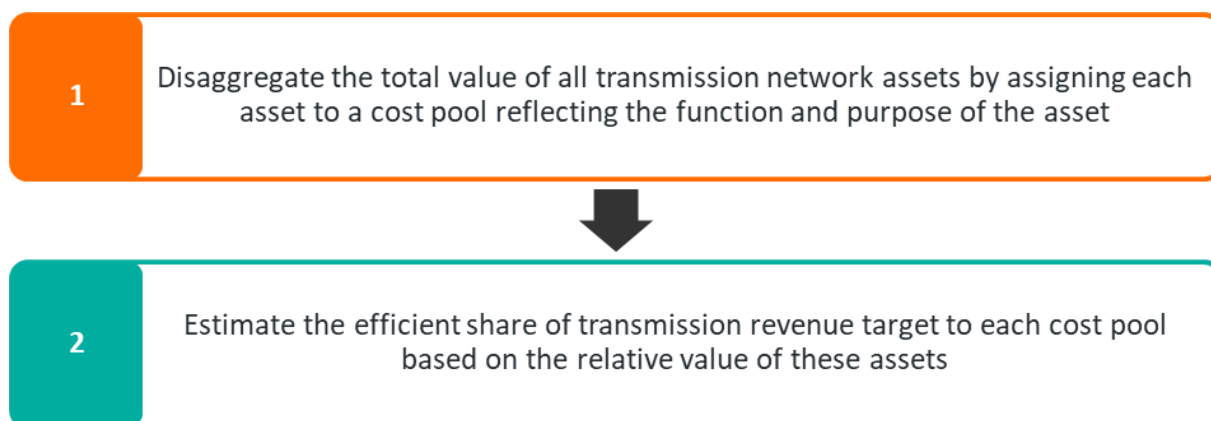 1
Disaggregate the total value of all transmission network assets by assigning each
asset to a cost pool reflecting the function and purpose of the asset
2
Estimate the efficient share of transmission revenue target to each cost pool
based on the relative value of these assets